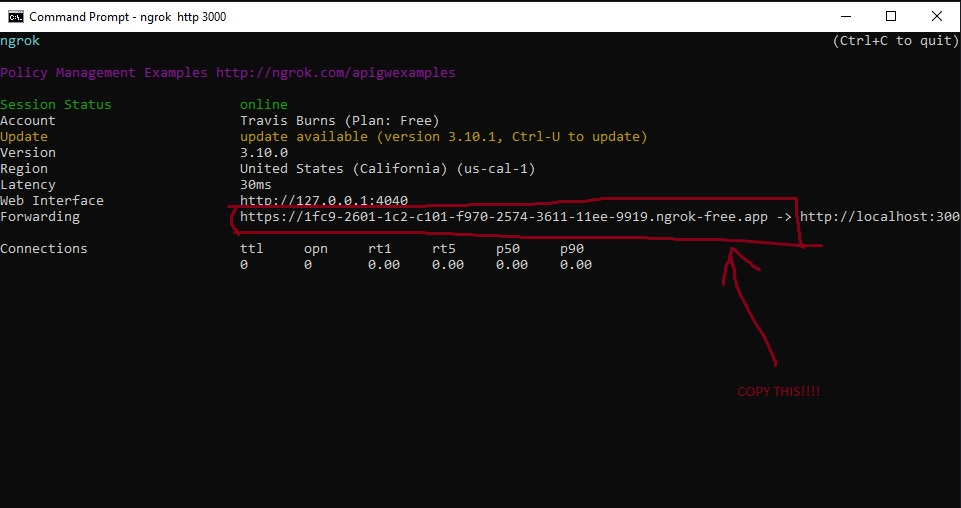 Command Prompt - ngrok http 3000
ngrok (Ctrl+C to quit)
Policy Management Examples http://ngrok.com/apigwexamples
Session Status online
Account Travis Burns (Plan: Free)
Update update available (version 3.10.1, Ctrl-U to update)
Version 3.10.0
Region United States (California) (us-cal-1)
Latency 30ms
Web Interface http://127.0.0.1:4040
Forwarding https://1fc9-2601-1c2-c101-f970-2574-3611-11ee-9919.ngrok-free.app -> http://localhost:300
Connections ttl opn rt1 rt5 p50 p90
0 0 0.00 0.00 0.00 0.00
COPY THIS!!!!